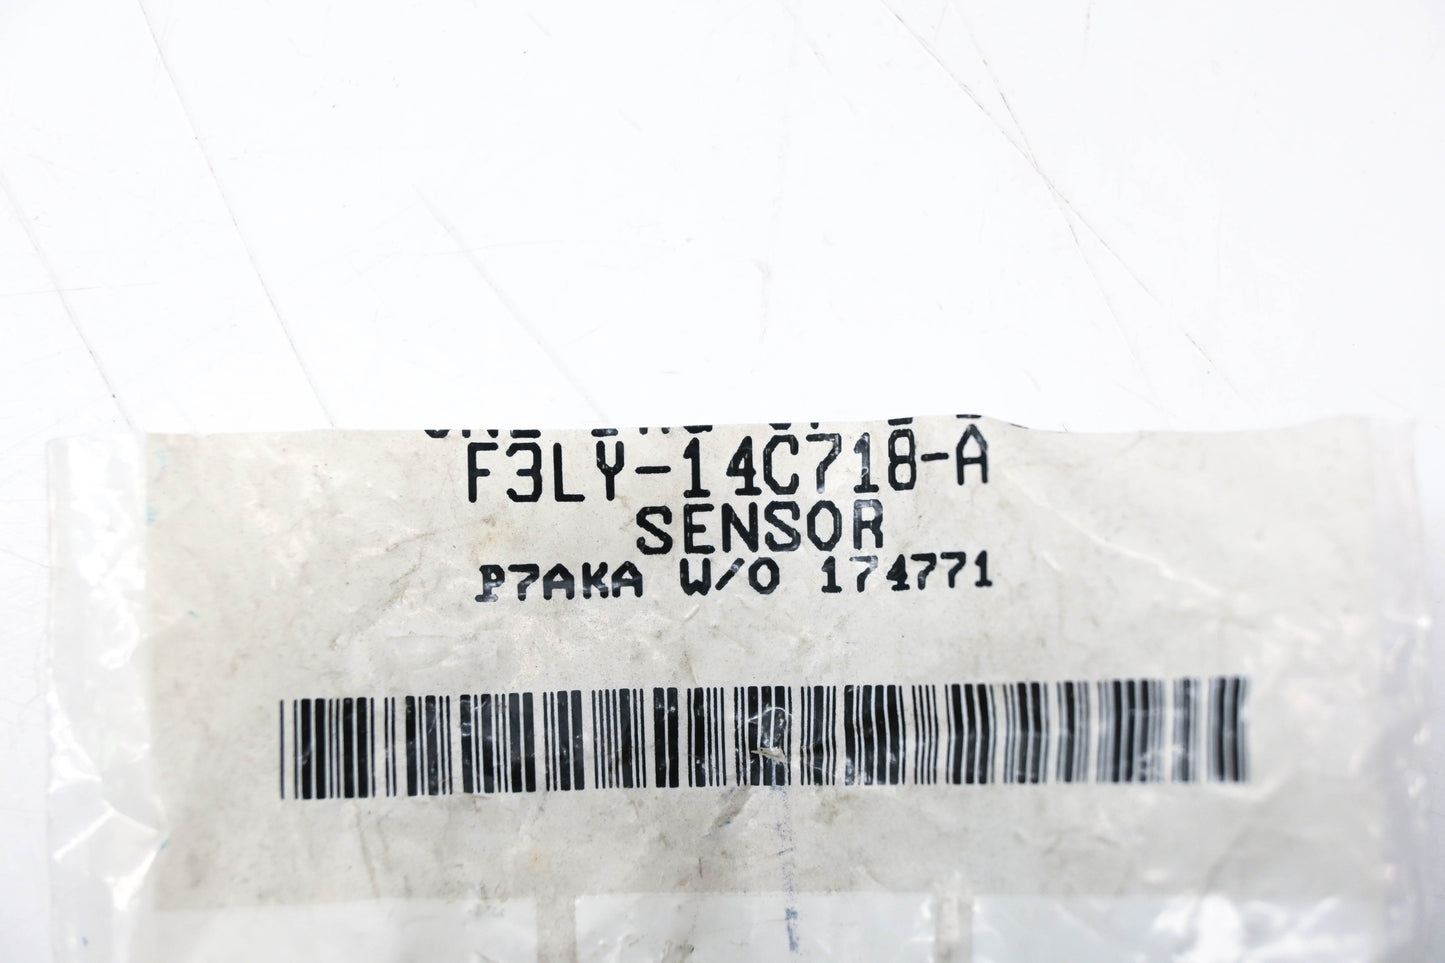 F3LY-14C718-A
SENSOR
P7AKA W/O 174771